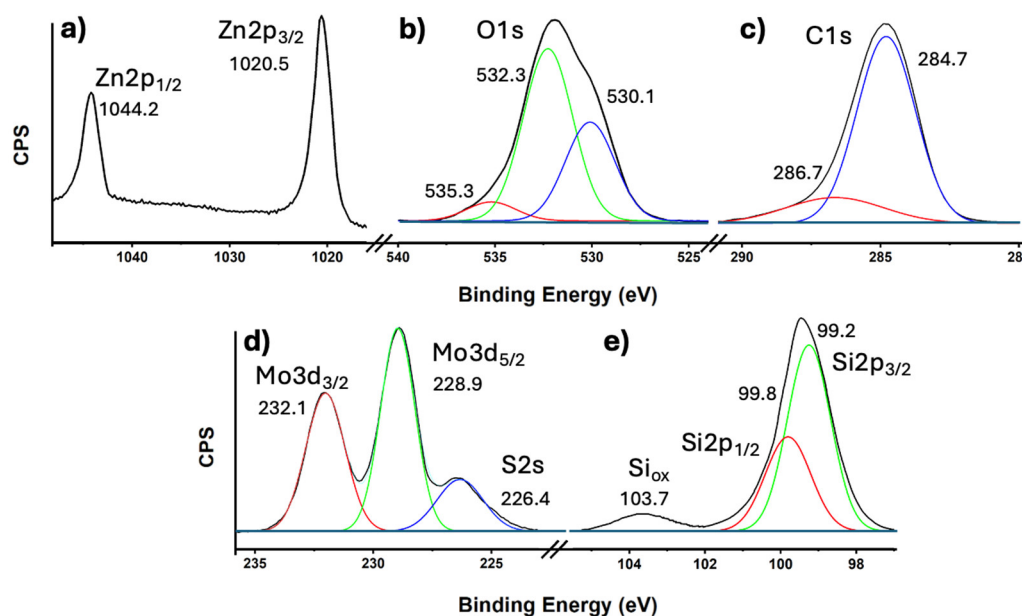 a)
Zn2p3/2
1020.5
Zn2p1/2
1044.2
CPS
1040
1030
1020
b)
O1s
532.3
530.1
535.3
540
535
530
525
c)
C1s
284.7
286.7
290
285
28
Binding Energy (eV)
d)
Mo3d3/2
232.1
Mo3d5/2
228.9
S2s
226.4
CPS
235
230
225
e)
99.2
Si2p3/2
99.8
Si2p1/2
Siox
103.7
104
102
100
98
Binding Energy (eV)